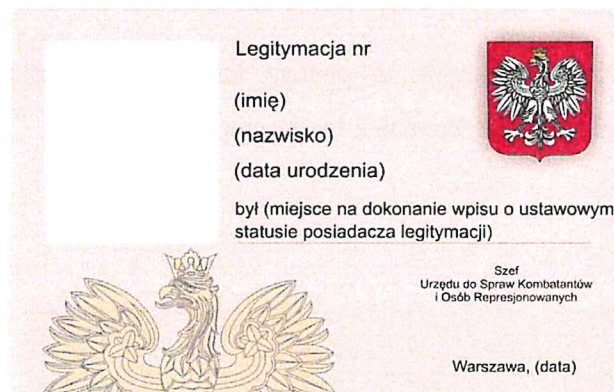 Legitymacja nr
(imię)
(nazwisko)
(data urodzenia)
był (miejsce na dokonanie wpisu o ustawowym
statusie posiadacza legitymacji)
Szef
Urzędu do Spraw Kombatantów
i Osób Represjonowanych
Warszawa, (data)